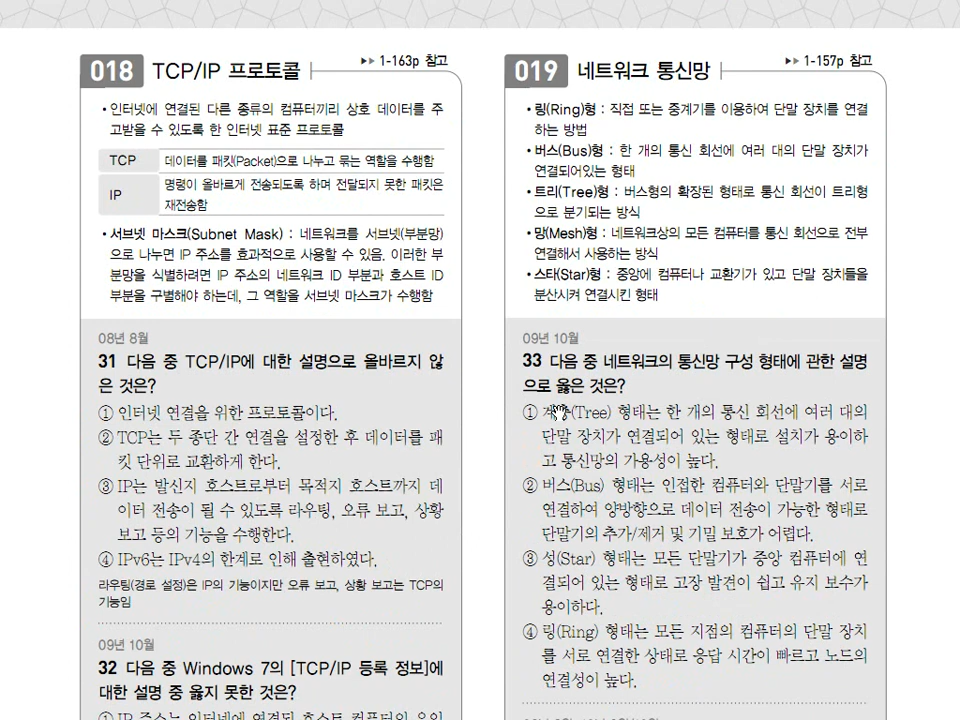 018 TCP/IP 프로토콜 ▶▶ 1-163p 참고
• 인터넷에 연결된 다른 종류의 컴퓨터끼리 상호 데이터를 주
고받을 수 있도록 한 인터넷 표준 프로토콜
TCP 데이터를 패킷(Packet)으로 나누고 묶는 역할을 수행함
IP 명령이 올바르게 전송되도록 하며 전달되지 못한 패킷은
재전송함
• 서브넷 마스크(Subnet Mask) : 네트워크를 서브넷(부분망)
으로 나누면 IP 주소를 효과적으로 사용할 수 있음. 이러한 부
분망을 식별하려면 IP 주소의 네트워크 ID 부분과 호스트 ID
부분을 구별해야 하는데, 그 역할을 서브넷 마스크가 수행함
08년 8월
31 다음 중 TCP/IP에 대한 설명으로 올바르지 않
은 것은?
① 인터넷 연결을 위한 프로토콜이다.
② TCP는 두 종단 간 연결을 설정한 후 데이터를 패
킷 단위로 교환하게 한다.
③ IP는 발신지 호스트로부터 목적지 호스트까지 데
이터 전송이 될 수 있도록 라우팅, 오류 보고, 상황
보고 등의 기능을 수행한다.
④ IPv6는 IPv4의 한계로 인해 출현하였다.
라우팅(경로 설정)은 IP의 기능이지만 오류 보고, 상황 보고는 TCP의
기능임
09년 10월
32 다음 중 Windows 7의 [TCP/IP 등록 정보]에
대한 설명 중 옳지 못한 것은?
① IP 주소는 인터넷에 연결된 호스트 컴퓨터의 유일
019 네트워크 통신망 ▶▶ 1-157p 참고
• 링(Ring)형 : 직접 또는 중계기를 이용하여 단말 장치를 연결
하는 방법
• 버스(Bus)형 : 한 개의 통신 회선에 여러 대의 단말 장치가
연결되어있는 형태
• 트리(Tree)형 : 버스형의 확장된 형태로 통신 회선이 트리형
으로 분기되는 방식
• 망(Mesh)형 : 네트워크상의 모든 컴퓨터를 통신 회선으로 전부
연결해서 사용하는 방식
• 스타(Star)형 : 중앙에 컴퓨터나 교환기가 있고 단말 장치들을
분산시켜 연결시킨 형태
09년 10월
33 다음 중 네트워크의 통신망 구성 형태에 관한 설명
으로 옳은 것은?
① (Tree) 형태는 한 개의 통신 회선에 여러 대의
단말 장치가 연결되어 있는 형태로 설치가 용이하
고 통신망의 가용성이 높다.
② 버스(Bus) 형태는 인접한 컴퓨터와 단말기를 서로
연결하여 양방향으로 데이터 전송이 가능한 형태로
단말기의 추가/제거 및 기밀 보호가 어렵다.
③ 성(Star) 형태는 모든 단말기가 중앙 컴퓨터에 연
결되어 있는 형태로 고장 발견이 쉽고 유지 보수가
용이하다.
④ 링(Ring) 형태는 모든 지점의 컴퓨터의 단말 장치
를 서로 연결한 상태로 응답 시간이 빠르고 노드의
연결성이 높다.